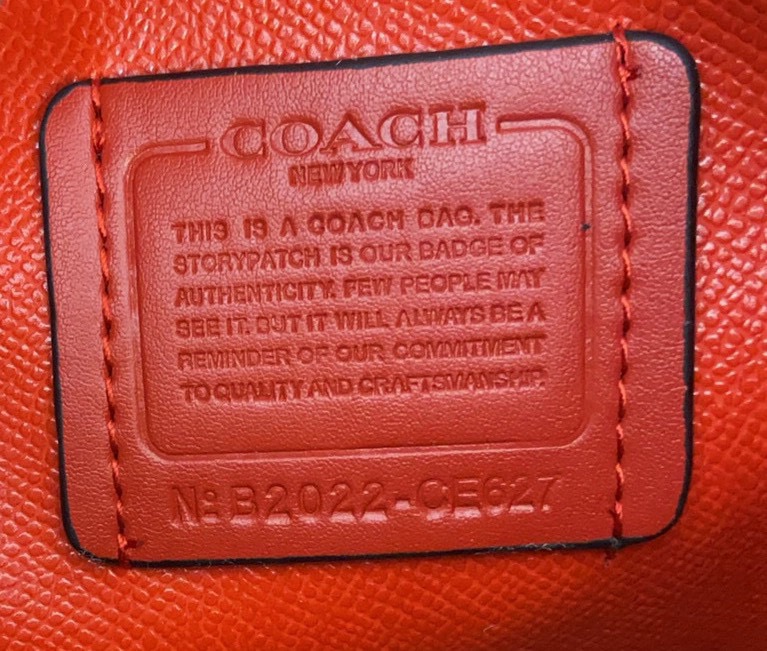 COACH
NEW YORK
THIS IS A COACH BAG. THE
STORYPATCH IS OUR BADGE OF
AUTHENTICITY. FEW PEOPLE MAY
SEE IT. BUT IT WILL ALWAYS BE A
REMINDER OF OUR COMMITMENT
TO QUALITY AND CRAFTSMANSHIP.
Nº B2022-CE627